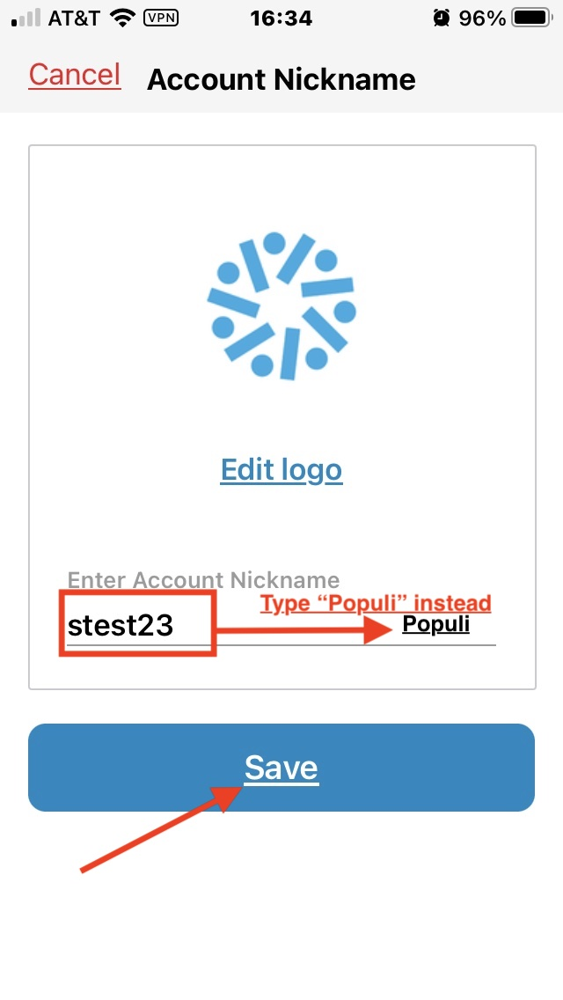 AT&T VPN 16:34 96%
Cancel Account Nickname
Edit logo
Enter Account Nickname
Type “Populi” instead
stest23 Populi
Save